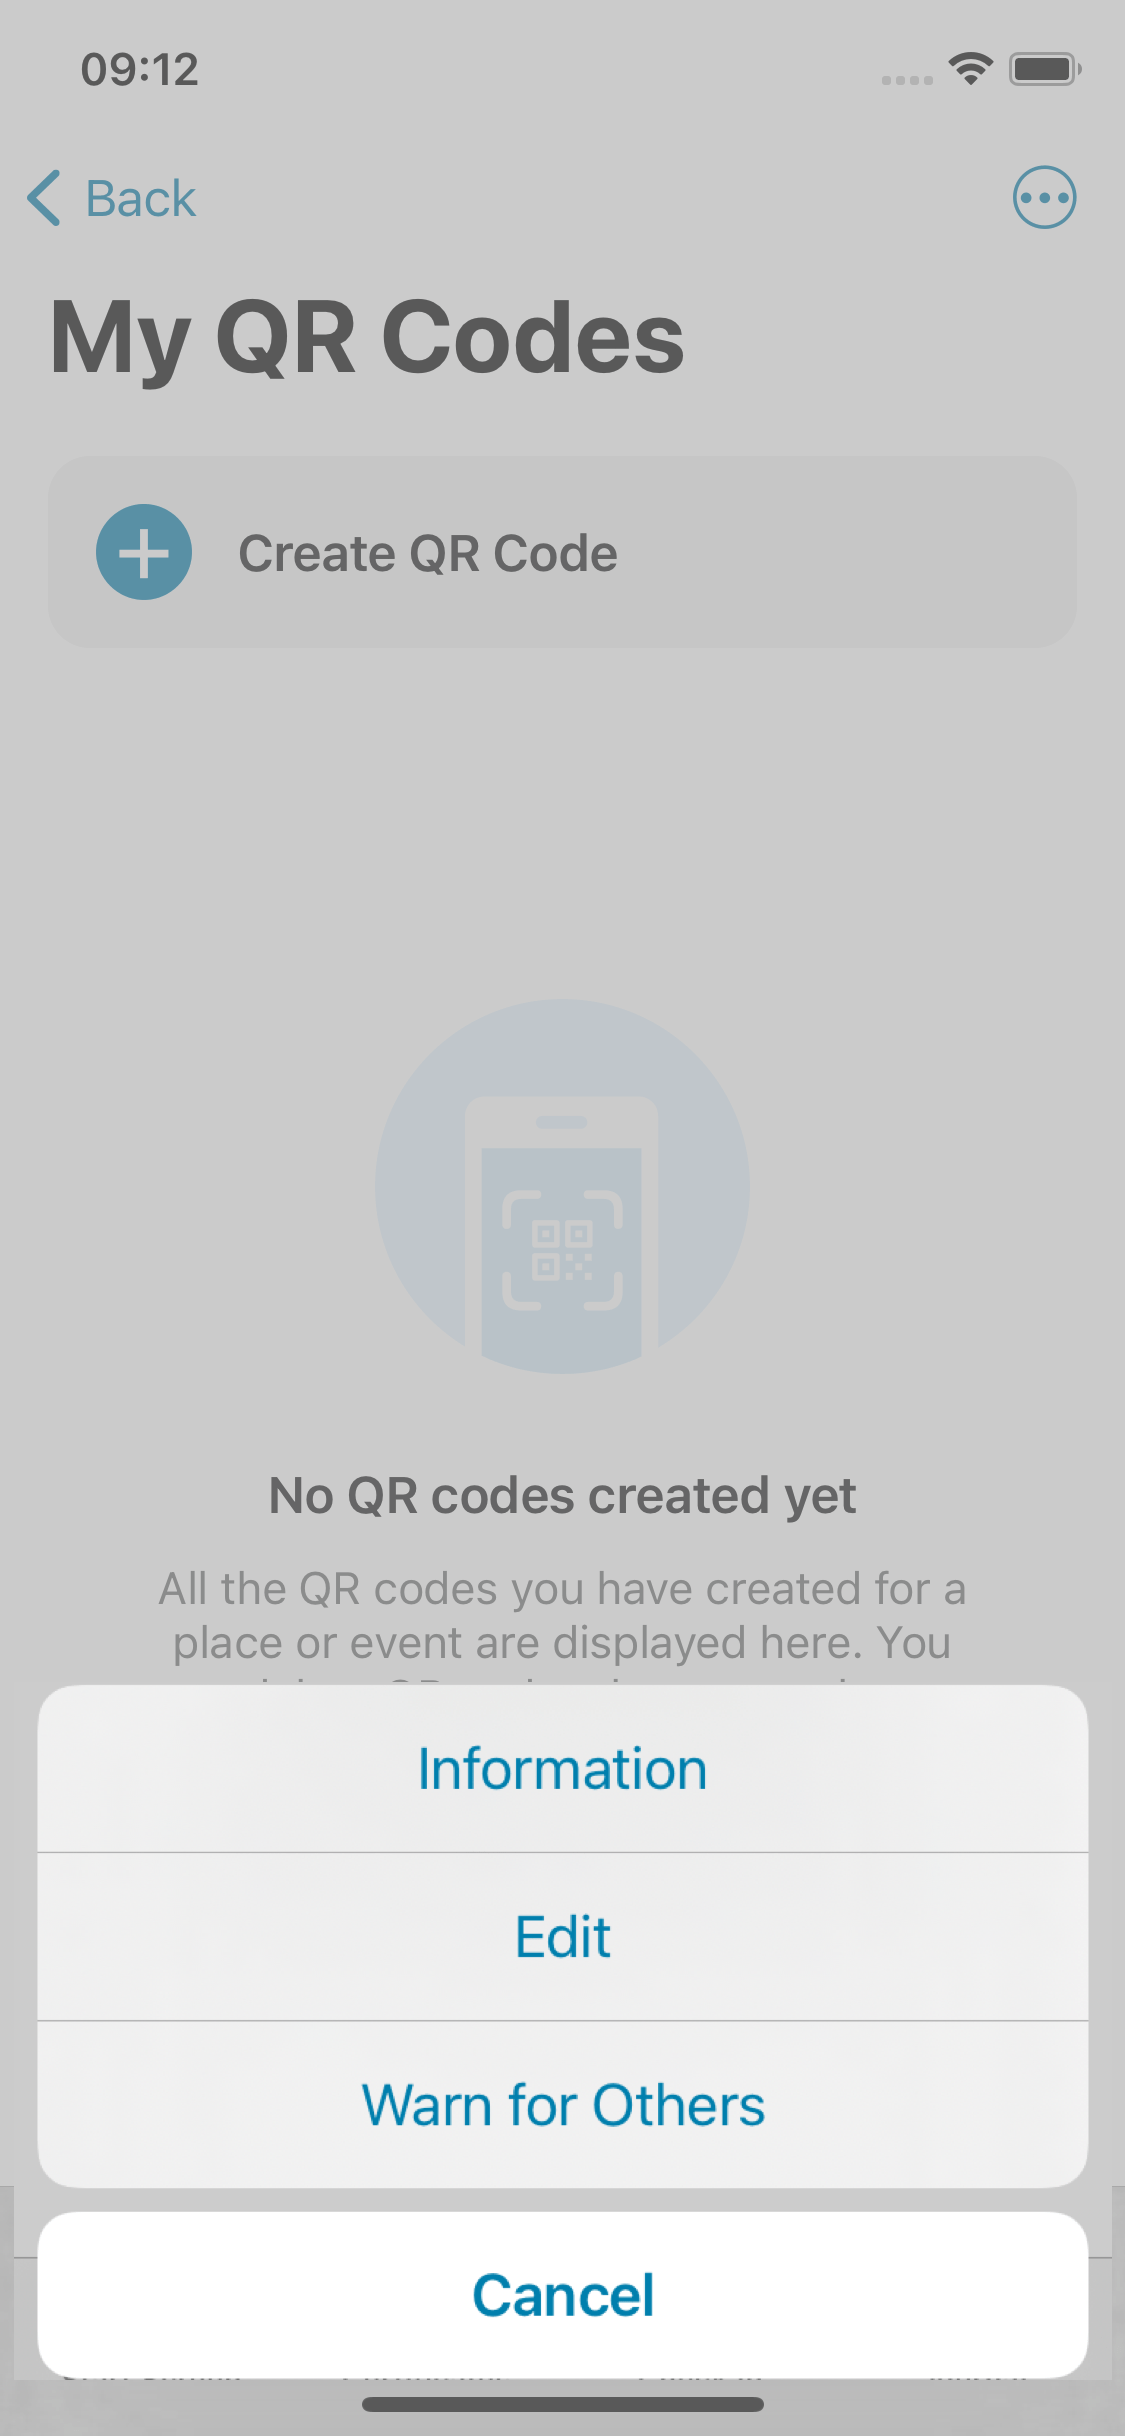 09:12
Back
My QR Codes
Create QR Code
No QR codes created yet
All the QR codes you have created for a
place or event are displayed here. You
Information
Edit
Warn for Others
Cancel